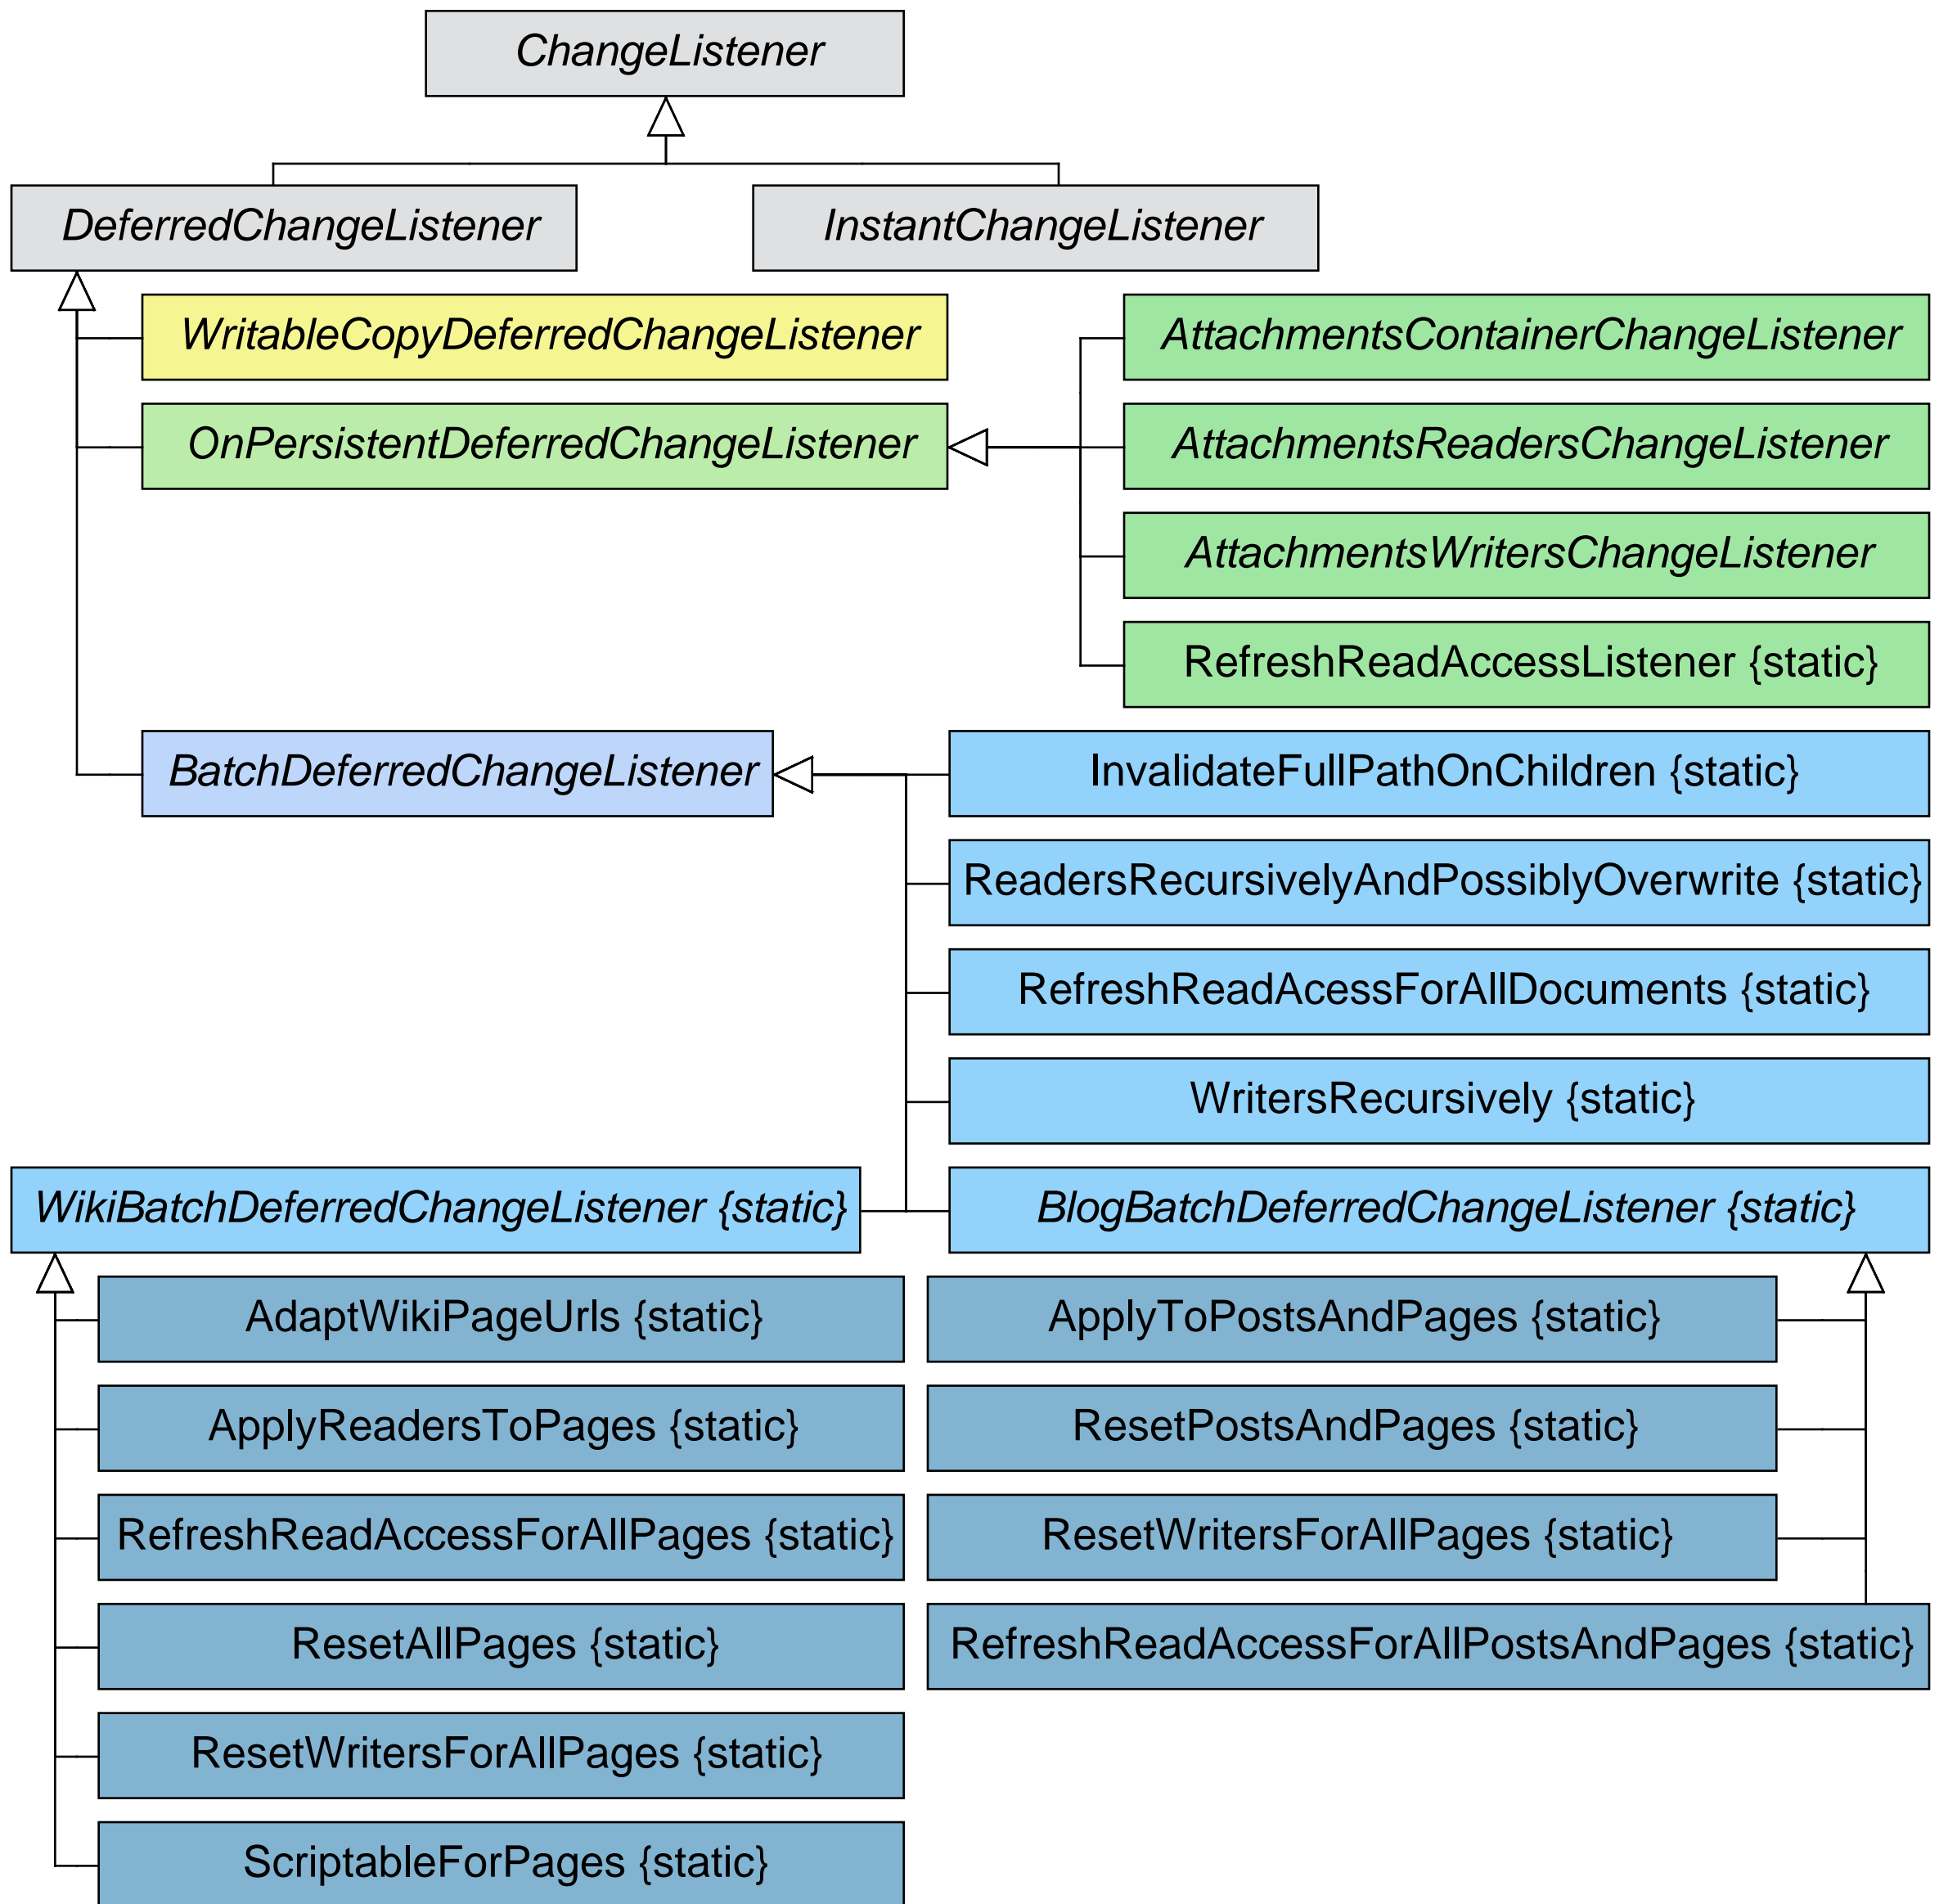 ChangeListener
DeferredChangeListener
InstantChangeListener
WritableCopyDeferredChangeListener
AttachmentsContainerChangeListener
OnPersistentDeferredChangeListener
AttachmentsReadersChangeListener
AttachmentsWritersChangeListener
RefreshReadAccessListener {static}
BatchDeferredChangeListener
InvalidateFullPathOnChildren {static}
ReadersRecursivelyAndPossiblyOverwrite {static}
RefreshReadAcessForAllDocuments {static}
WritersRecursively {static}
WikiBatchDeferredChangeListener {static}
BlogBatchDeferredChangeListener {static}
AdaptWikiPageUrls {static}
ApplyToPostsAndPages {static}
ApplyReadersToPages {static}
ResetPostsAndPages {static}
RefreshReadAccessForAllPages {static}
ResetWritersForAllPages {static}
ResetAllPages {static}
RefreshReadAccessForAllPostsAndPages {static}
ResetWritersForAllPages {static}
ScriptableForPages {static}